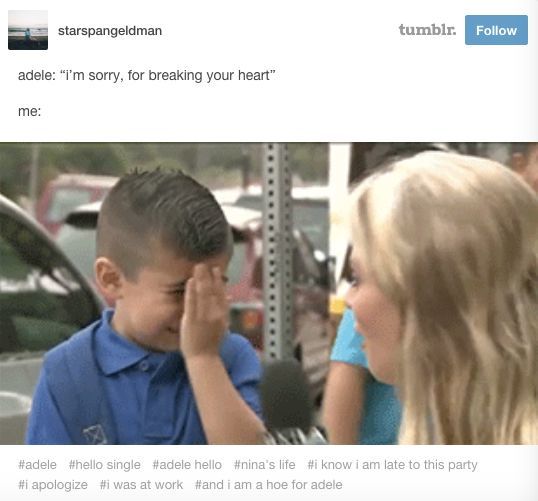 starspangeldman
tumblr. Follow
adele: “i’m sorry, for breaking your heart”
me:
#adele #hello single #adele hello #nina's life #i know i am late to this party
#i apologize #i was at work #and i am a hoe for adele